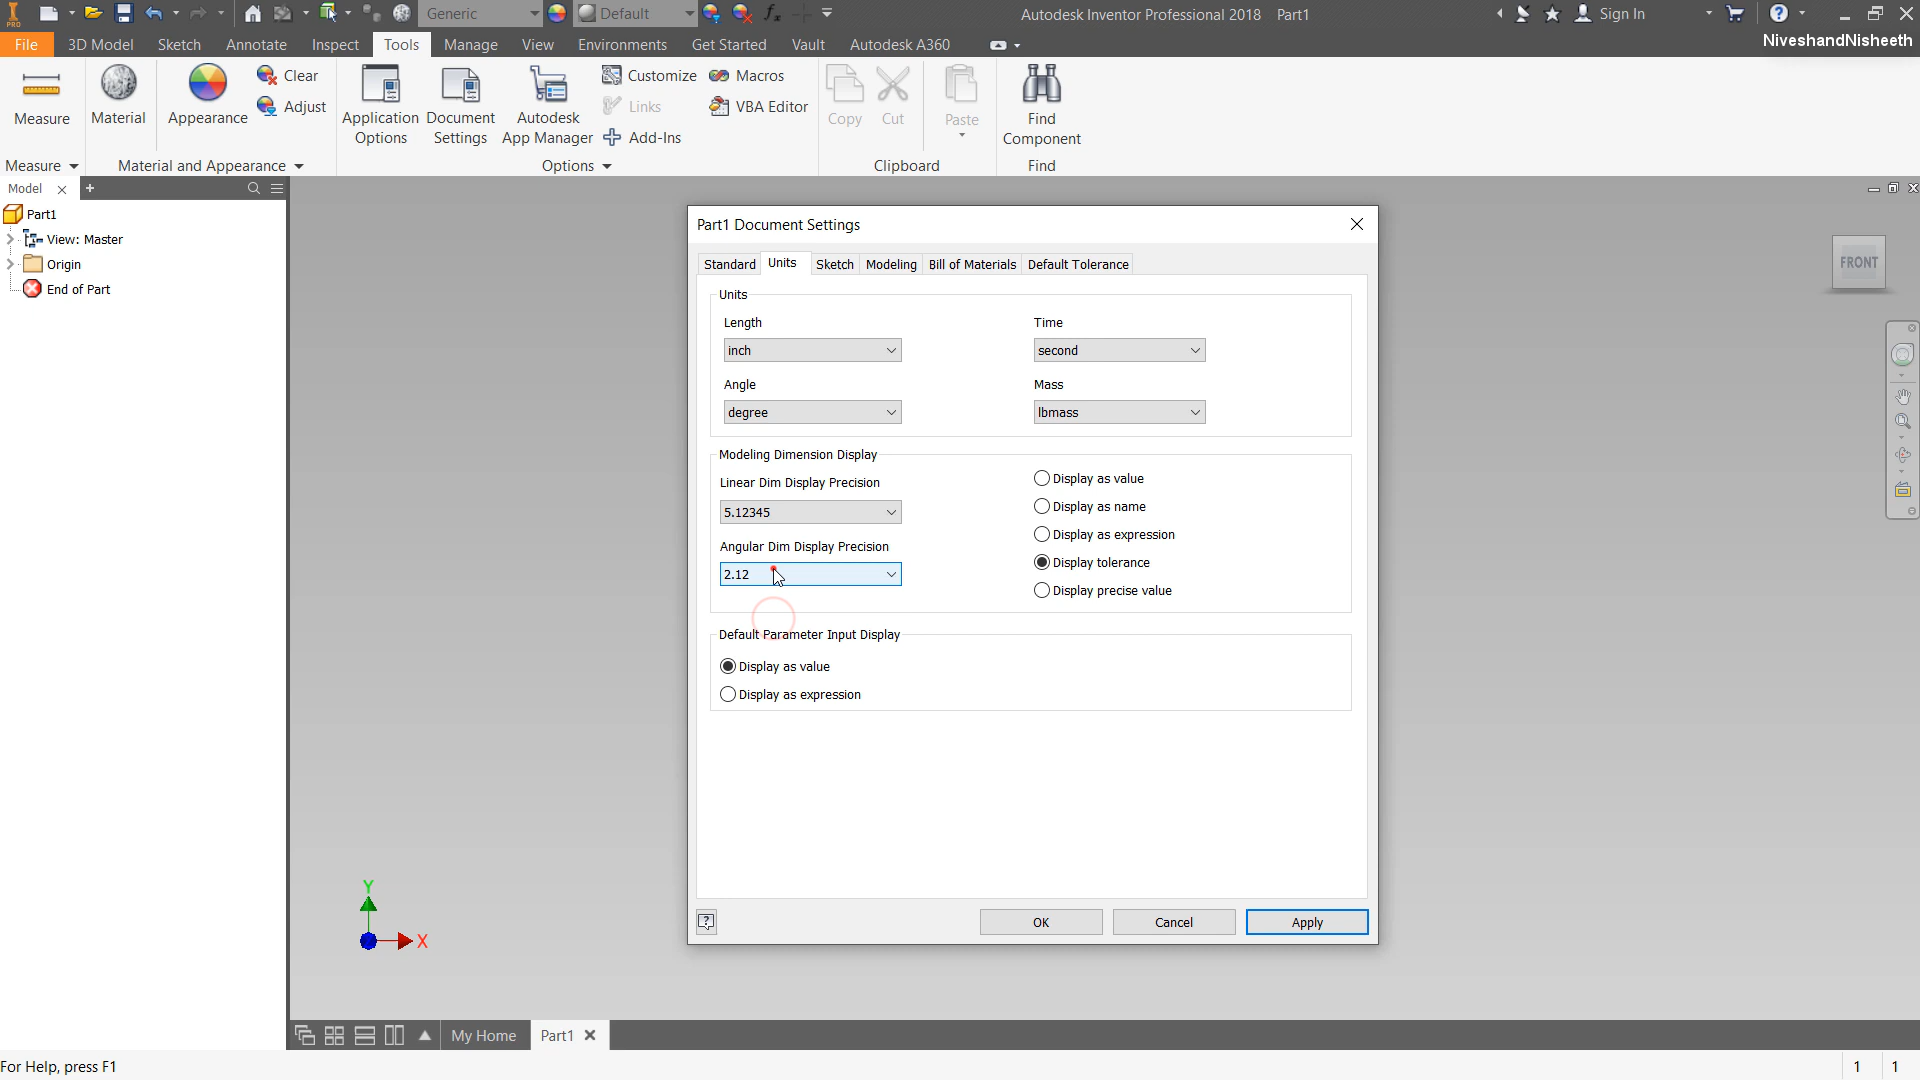 PRO
Generic
Default
fx
Autodesk Inventor Professional 2018 Part1
Sign In
File
3D Model
Sketch
Annotate
Inspect
Tools
Manage
View
Environments
Get Started
Vault
Autodesk A360
NiveshandNisheeth
Measure
Material
Appearance
Clear
Adjust
Application Options
Document Settings
Autodesk App Manager
Customize
Links
Add-Ins
Macros
VBA Editor
Copy
Cut
Paste
Find Component
Measure
Material and Appearance
Options
Clipboard
Find
Model
Part1
View: Master
Origin
End of Part
FRONT
Part1 Document Settings
Standard
Units
Sketch
Modeling
Bill of Materials
Default Tolerance
Units
Length
Time
inch
second
Angle
Mass
degree
lbmass
Modeling Dimension Display
Linear Dim Display Precision
5.12345
Angular Dim Display Precision
2.12
Display as value
Display as name
Display as expression
Display tolerance
Display precise value
Default Parameter Input Display
Display as value
Display as expression
OK
Cancel
Apply
Y
X
My Home
Part1
For Help, press F1
1
1